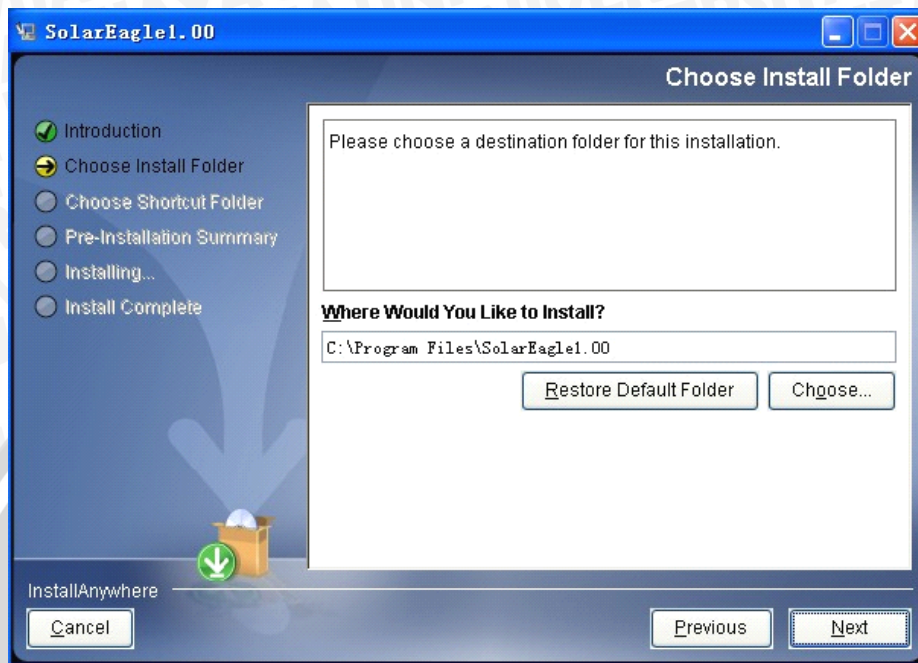 SolarEagle1.00
Choose Install Folder
Introduction
Choose Install Folder
Choose Shortcut Folder
Pre-Installation Summary
Installing...
Install Complete
Please choose a destination folder for this installation.
Where Would You Like to Install?
C:\Program Files\SolarEagle1.00
Restore Default Folder
Choose...
InstallAnywhere
Cancel
Previous
Next